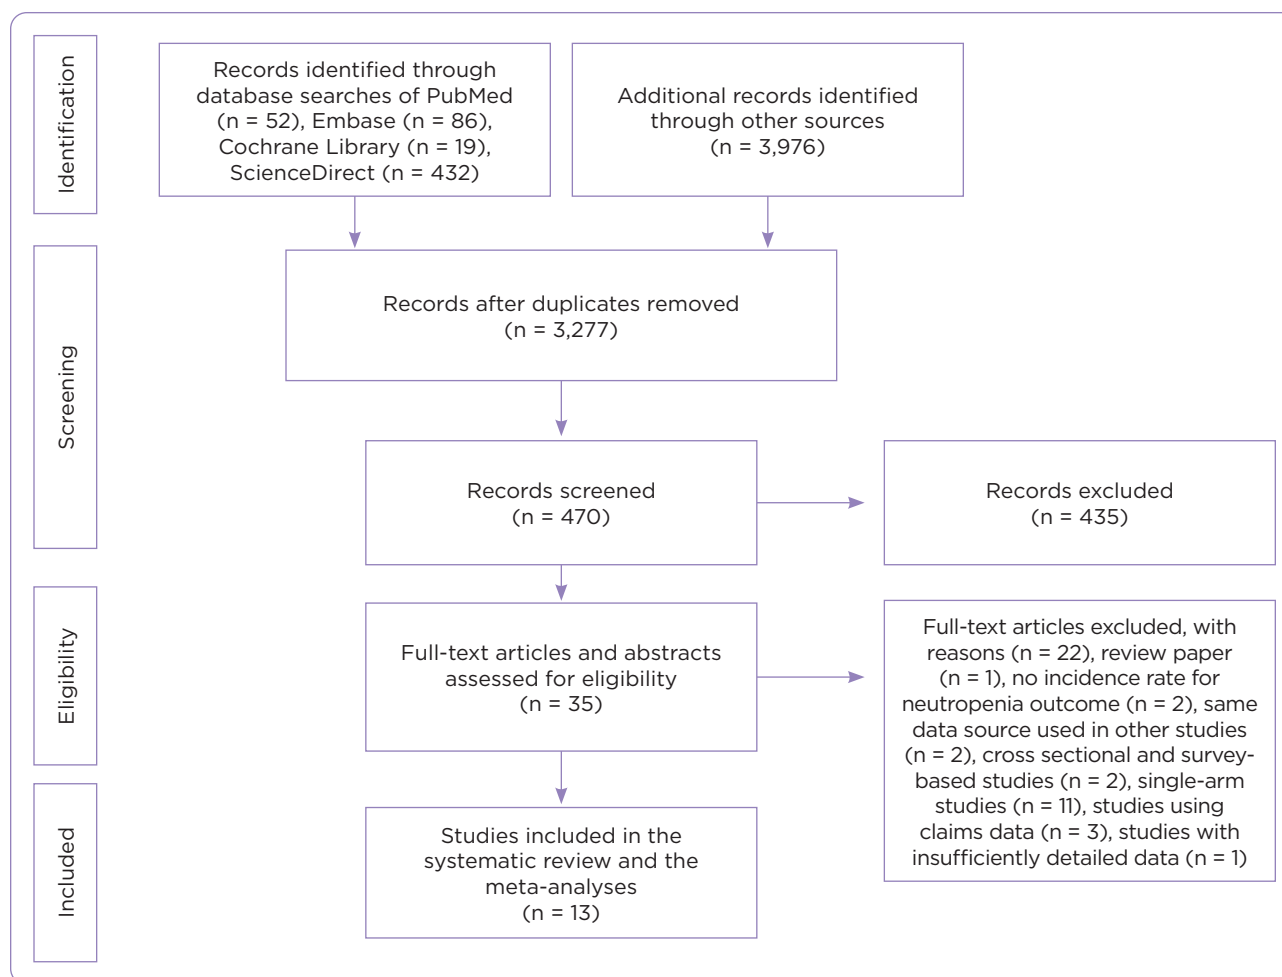 Identification
Records identified through
database searches of PubMed
(n = 52), Embase (n = 86),
Cochrane Library (n = 19),
ScienceDirect (n = 432)
Additional records identified
through other sources
(n = 3,976)
Screening
Records after duplicates removed
(n = 3,277)
Records screened
(n = 470)
Records excluded
(n = 435)
Eligibility
Full-text articles and abstracts
assessed for eligibility
(n = 35)
Full-text articles excluded, with
reasons (n = 22), review paper
(n = 1), no incidence rate for
neutropenia outcome (n = 2), same
data source used in other studies
(n = 2), cross sectional and survey-
based studies (n = 2), single-arm
studies (n = 11), studies using
claims data (n = 3), studies with
insufficiently detailed data (n = 1)
Included
Studies included in the
systematic review and the
meta-analyses
(n = 13)